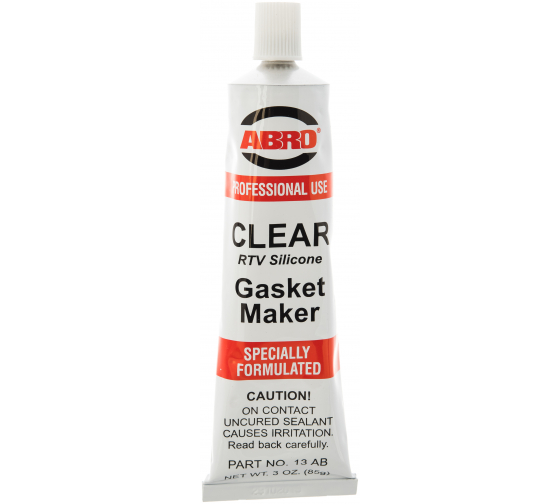 ABRO®
PROFESSIONAL USE
CLEAR
RTV Silicone
Gasket
Maker
SPECIALLY
FORMULATED
CAUTION!
ON CONTACT
UNCURED SEALANT
CAUSES IRRITATION.
Read back carefully.
PART NO. 13 AB
NET WT. 3 OZ. (85g)